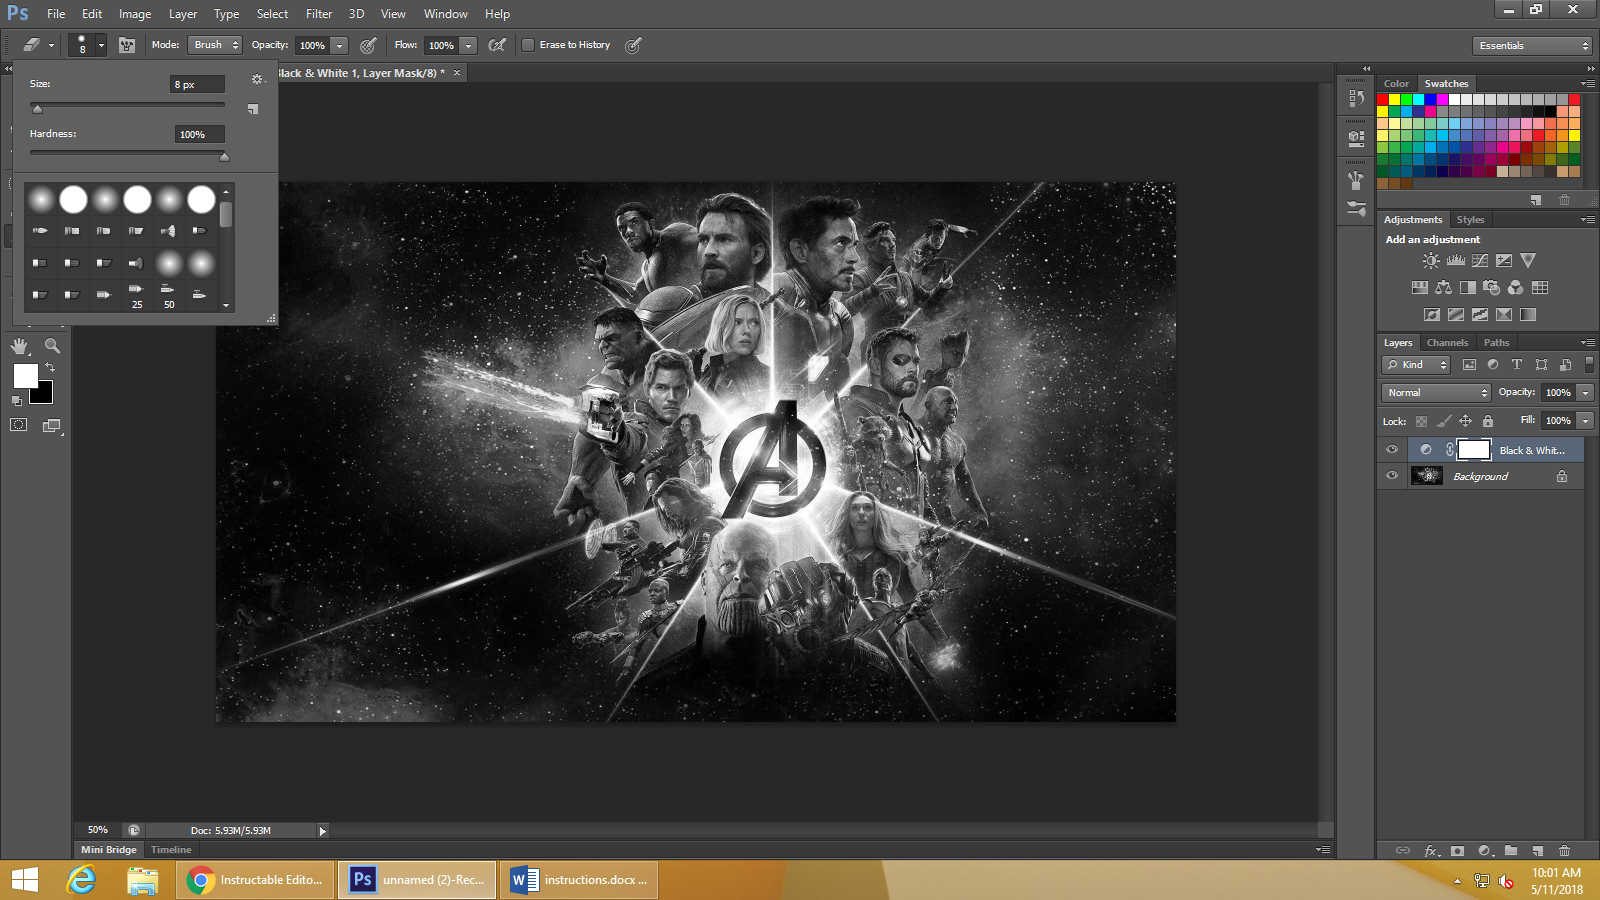 Ps File Edit Image Layer Type Select Filter 3D View Window Help
8 Mode: Brush Opacity: 100% Flow: 100% Erase to History Essentials
Black & White 1, Layer Mask/8) * ×
Size: 8 px
Hardness: 100%
25 50
Color Swatches
Adjustments Styles
Add an adjustment
Layers Channels Paths
Kind
Normal Opacity: 100%
Lock: Fill: 100%
Black & Whit...
Background
fx
50% Doc: 5.93M/5.93M
Mini Bridge Timeline
Instructable Edito... Ps unnamed (2)-Rec... W instructions.docx ...
10:01 AM
5/11/2018